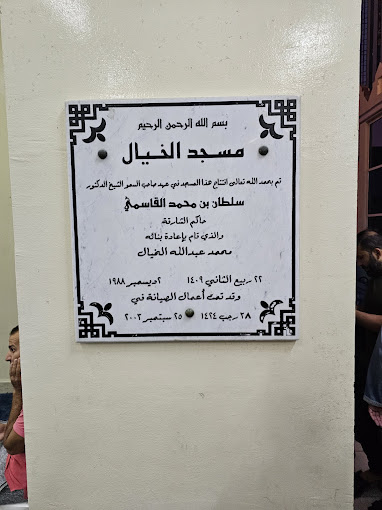 بسم الله الرحمن الرحيم
مسجد الخيال
تم بحمد الله تعالى افتتاح هذا المسجد في عهد صاحب السمو الشيخ الدكتور
سلطان بن محمد القاسمي
حاكم الشارقة
والذي قام بإعادة بنائه
محمد عبدالله الخيال
٢٢ ربيع الثاني ١٤٠٩ ٢ ديسمبر ١٩٨٨
وقد تمت أعمال الصيانة في
٢٨ رجب ١٤٢٤ ٢٥ سبتمبر ٢٠٠٣